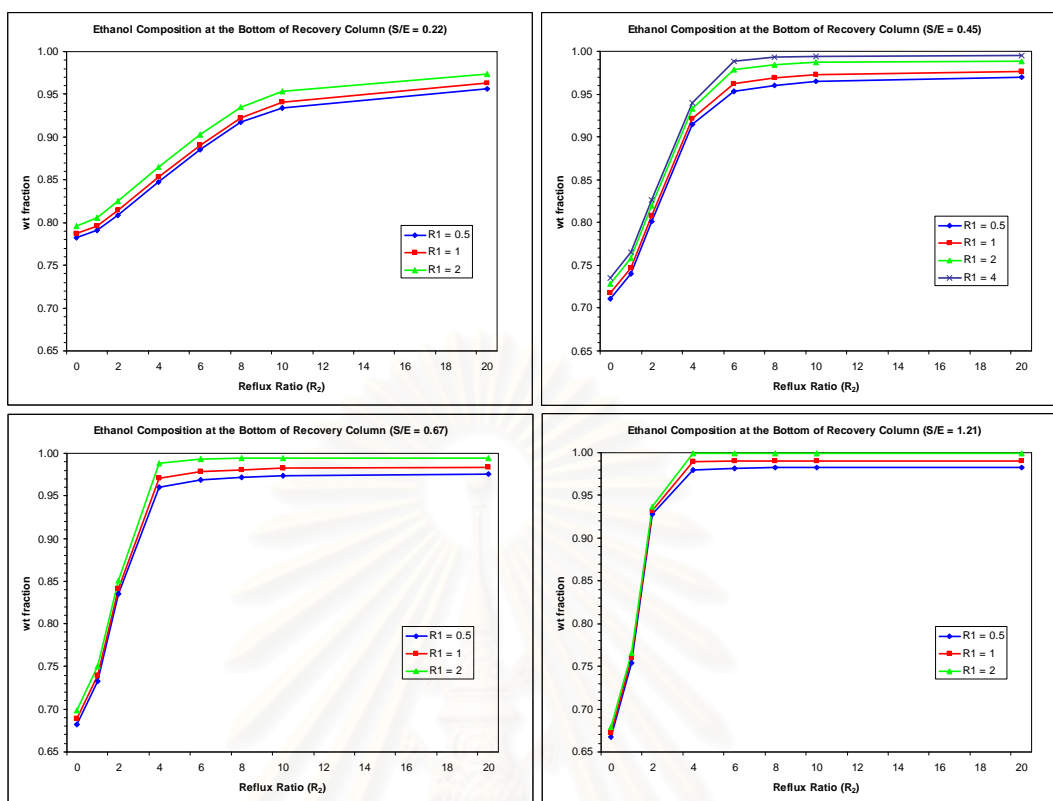 Ethanol Composition at the Bottom of Recovery Column (S/E = 0.22)
1.00
0.95
0.90
0.85
0.80
0.75
0.70
0.65
wt fraction
R1 = 0.5
R1 = 1
R1 = 2
0 2 4 6 8 10 12 14 16 18 20
Reflux Ratio (R₂)
Ethanol Composition at the Bottom of Recovery Column (S/E = 0.45)
1.00
0.95
0.90
0.85
0.80
0.75
0.70
0.65
wt fraction
R1 = 0.5
R1 = 1
R1 = 2
R1 = 4
0 2 4 6 8 10 12 14 16 18 20
Reflux Ratio (R₂)
Ethanol Composition at the Bottom of Recovery Column (S/E = 0.67)
1.00
0.95
0.90
0.85
0.80
0.75
0.70
0.65
wt fraction
R1 = 0.5
R1 = 1
R1 = 2
0 2 4 6 8 10 12 14 16 18 20
Reflux Ratio (R₂)
Ethanol Composition at the Bottom of Recovery Column (S/E = 1.21)
1.00
0.95
0.90
0.85
0.80
0.75
0.70
0.65
wt fraction
R1 = 0.5
R1 = 1
R1 = 2
0 2 4 6 8 10 12 14 16 18 20
Reflux Ratio (R₂)